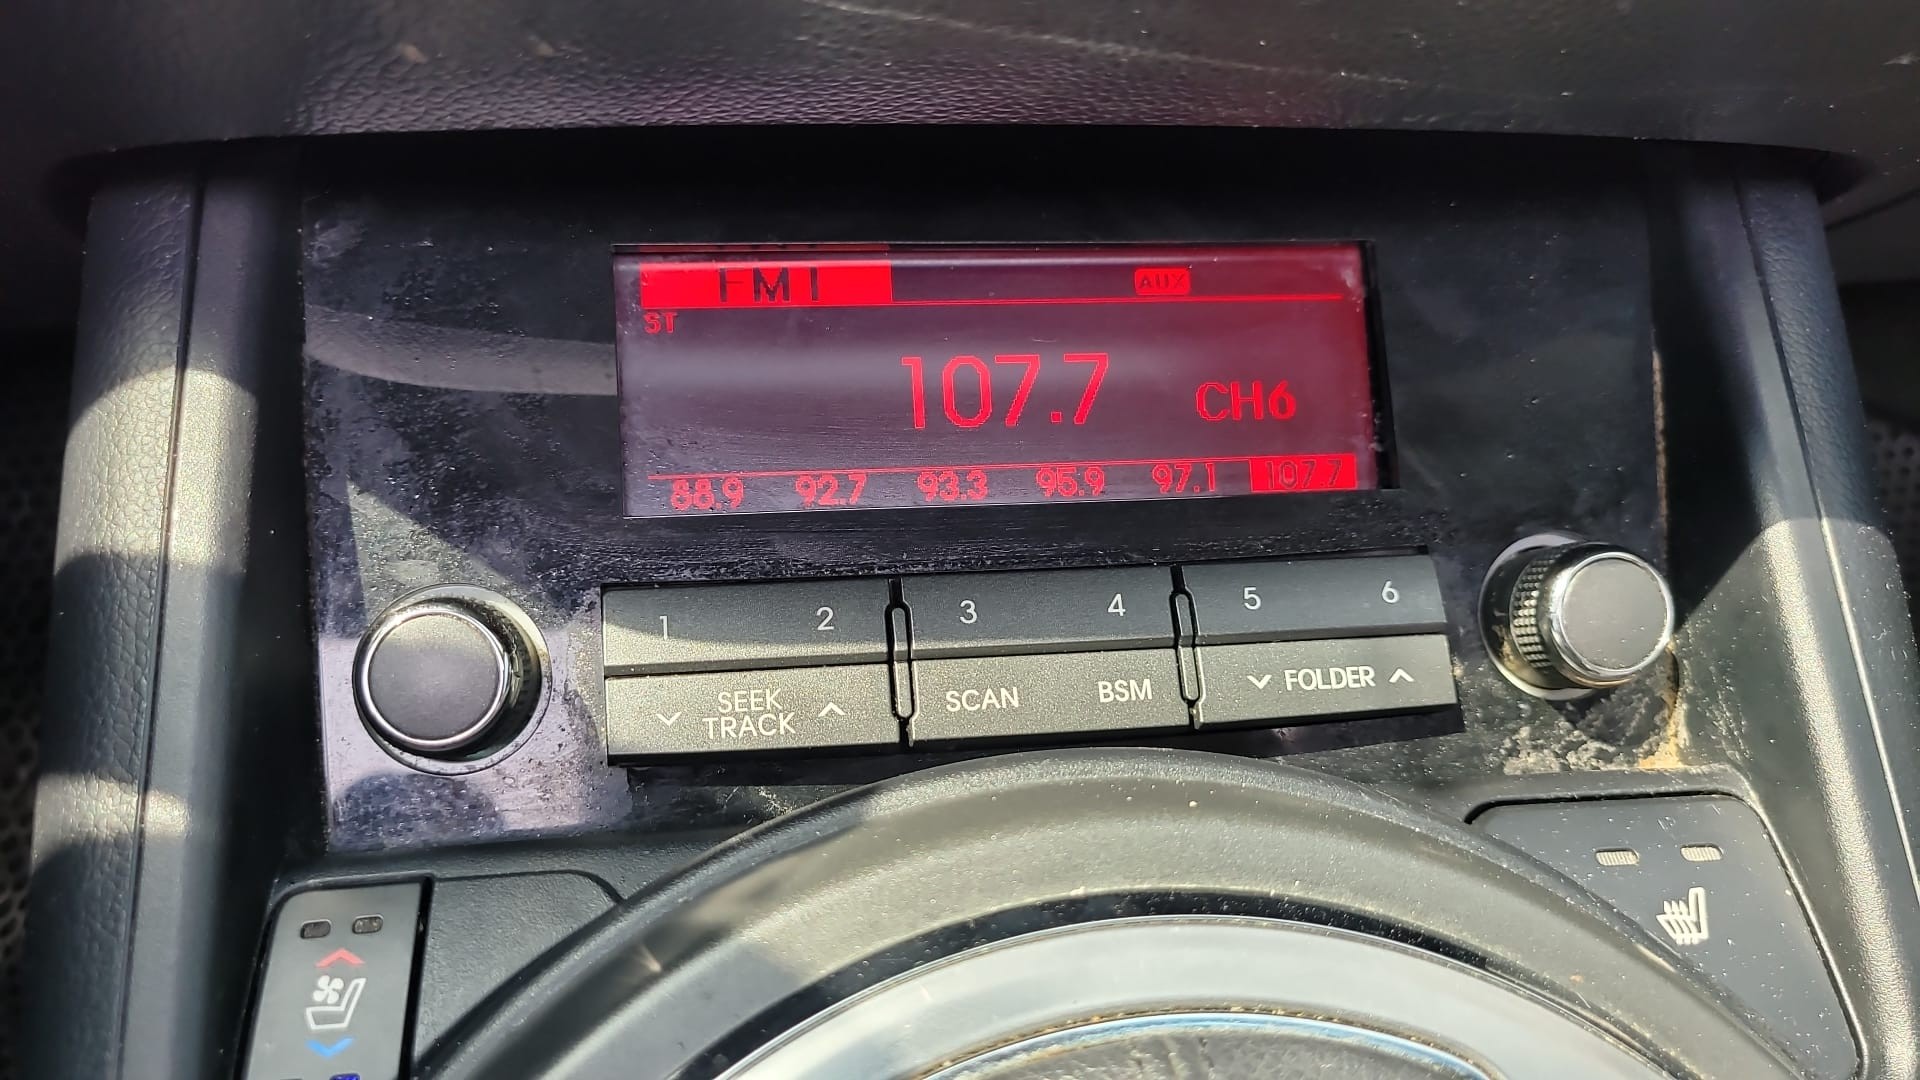 FM1 AUX
ST
107.7 CH6
88.9 92.7 93.3 95.9 97.1 107.7
1 2 3 4 5 6
SEEK
TRACK
SCAN BSM FOLDER